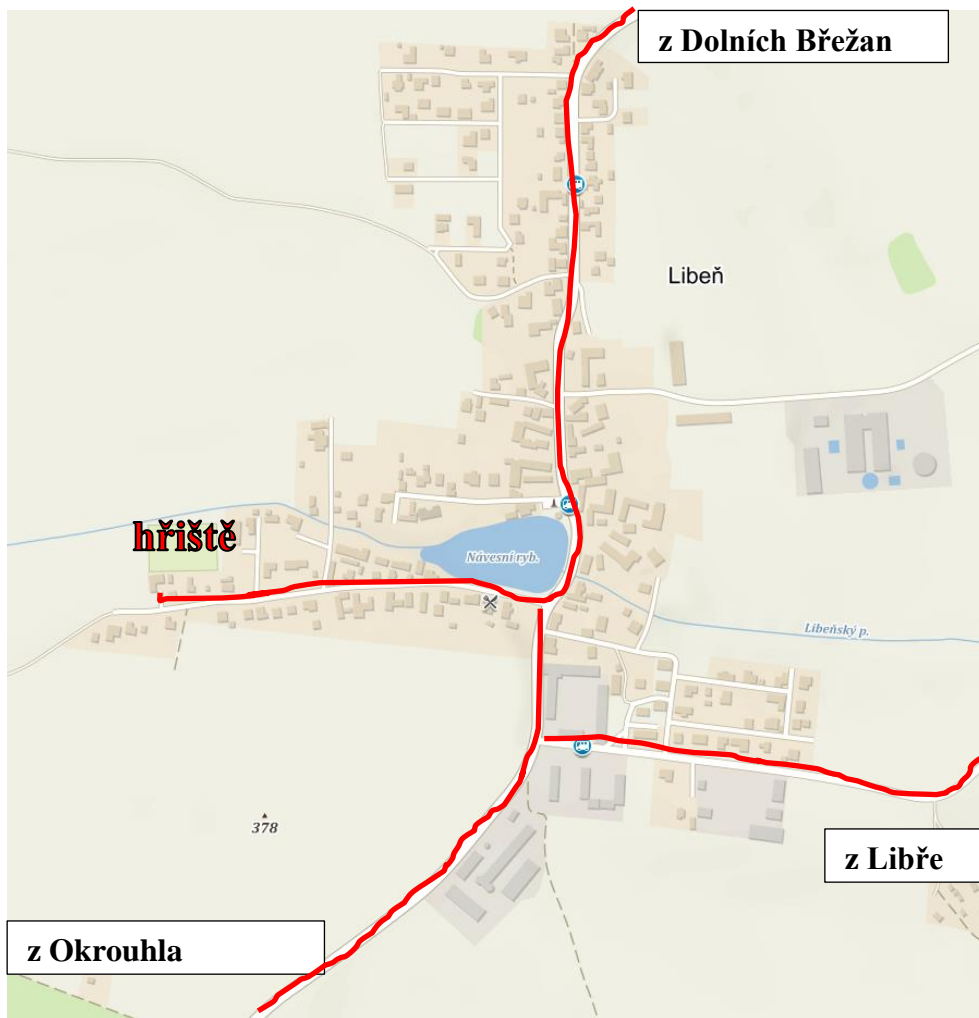 z Dolních Břežan
Libeň
hřiště
Návesní ryb.
Libeňský p.
378
z Libře
z Okrouhla